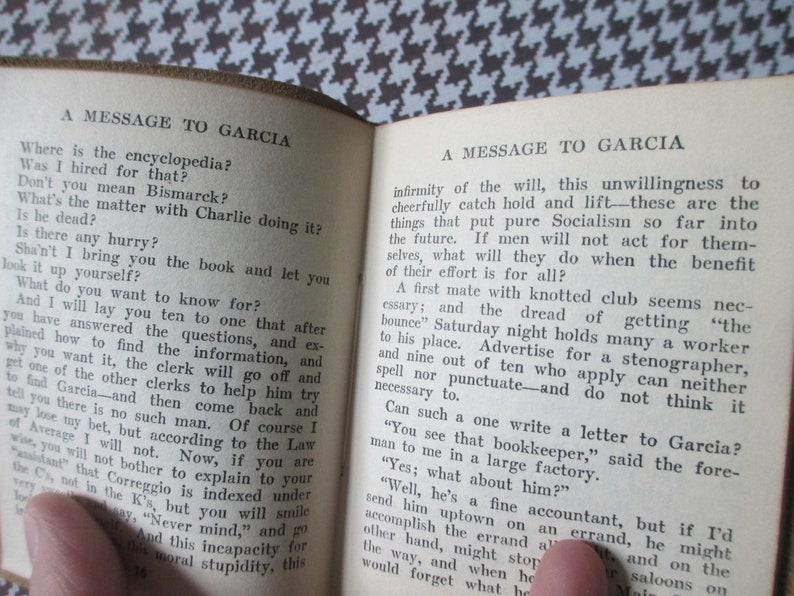 A MESSAGE TO GARCIA
Where is the encyclopedia?
Was I hired for that?
Don't you mean Bismarck?
What's the matter with Charlie doing it?
Is he dead?
Is there any hurry?
Sha'n't I bring you the book and let you
look it up yourself?
What do you want to know for?
And I will lay you ten to one that after
you have answered the questions, and ex-
plained how to find the information, and
why you want it, the clerk will go off and
get one of the other clerks to help him try
to find Garcia—and then come back and
tell you there is no such man. Of course I
may lose my bet, but according to the Law
of Average I will not. Now, if you are
wise, you will not bother to explain to your
"assistant" that Correggio is indexed under
the C's, not in the K's, but you will smile
very and say, "Never mind," and go
And this incapacity for
this moral stupidity, this
16
A MESSAGE TO GARCIA
infirmity of the will, this unwillingness to
cheerfully catch hold and lift—these are the
things that put pure Socialism so far into
the future. If men will not act for them-
selves, what will they do when the benefit
of their effort is for all?
A first mate with knotted club seems nec-
essary; and the dread of getting "the
bounce" Saturday night holds many a worker
to his place. Advertise for a stenographer,
and nine out of ten who apply can neither
spell nor punctuate—and do not think it
necessary to.
Can such a one write a letter to Garcia?
"You see that bookkeeper," said the fore-
man to me in a large factory.
"Yes; what about him?"
"Well, he's a fine accountant, but if I'd
send him uptown on an errand, he might
accomplish the errand and on the
other hand, might stop saloons on
the way, and when he Main
would forget what he